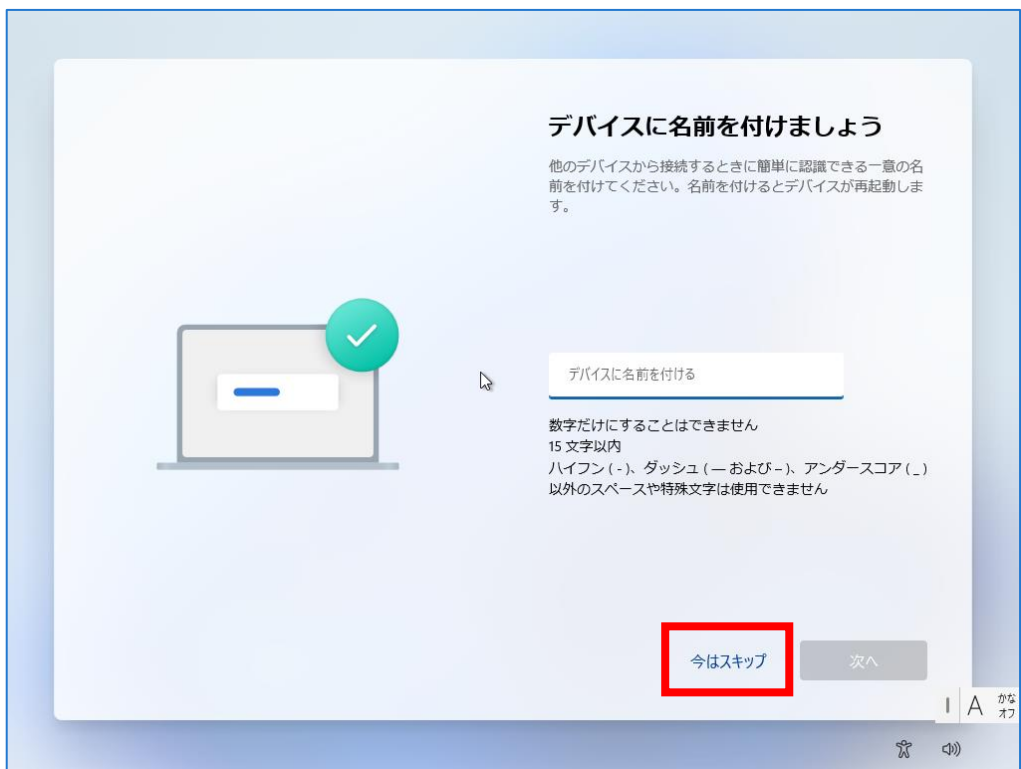 デバイスに名前を付けましょう
他のデバイスから接続するときに簡単に認識できる一意の名
前を付けてください。名前を付けるとデバイスが再起動しま
す。
デバイスに名前を付ける
数字だけにすることはできません
15 文字以内
ハイフン ( - )、ダッシュ ( — および – )、アンダースコア ( _ )
以外のスペースや特殊文字は使用できません
今はスキップ
次へ
A かな
オフ